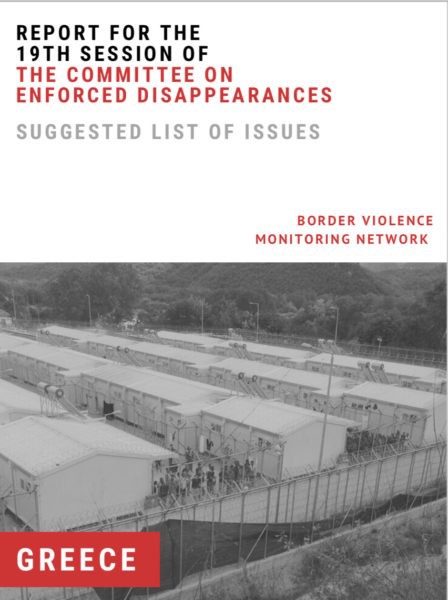 REPORT FOR THE
19TH SESSION OF
THE COMMITTEE ON
ENFORCED DISAPPEARANCES
SUGGESTED LIST OF ISSUES
BORDER VIOLENCE
MONITORING NETWORK
GREECE